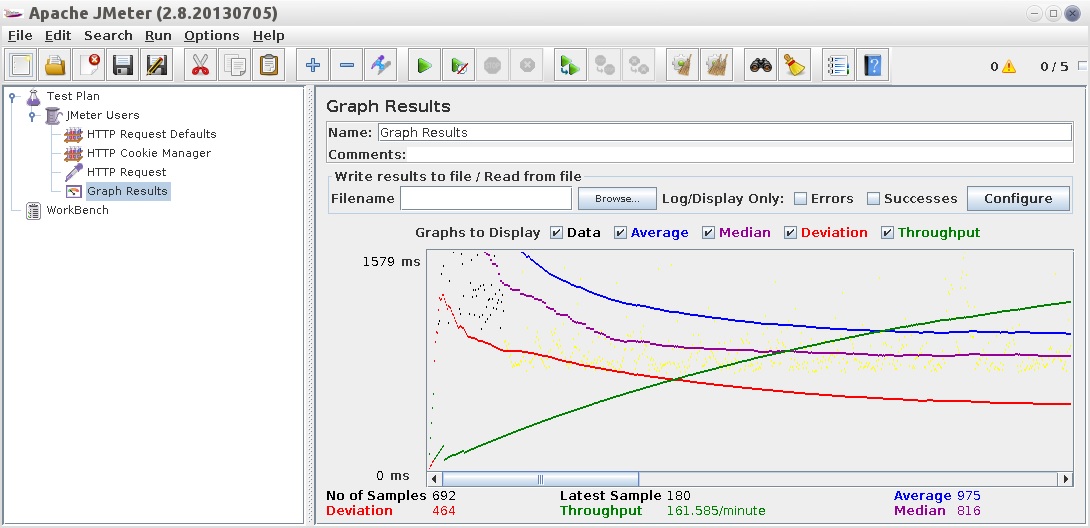 Apache JMeter (2.8.20130705)
File Edit Search Run Options Help
0 0 / 5
Test Plan
JMeter Users
HTTP Request Defaults
HTTP Cookie Manager
HTTP Request
Graph Results
WorkBench
Graph Results
Name: Graph Results
Comments:
Write results to file / Read from file
Filename Browse... Log/Display Only: Errors Successes Configure
Graphs to Display Data Average Median Deviation Throughput
1579 ms
0 ms
No of Samples 692 Latest Sample 180 Average 975
Deviation 464 Throughput 161.585/minute Median 816